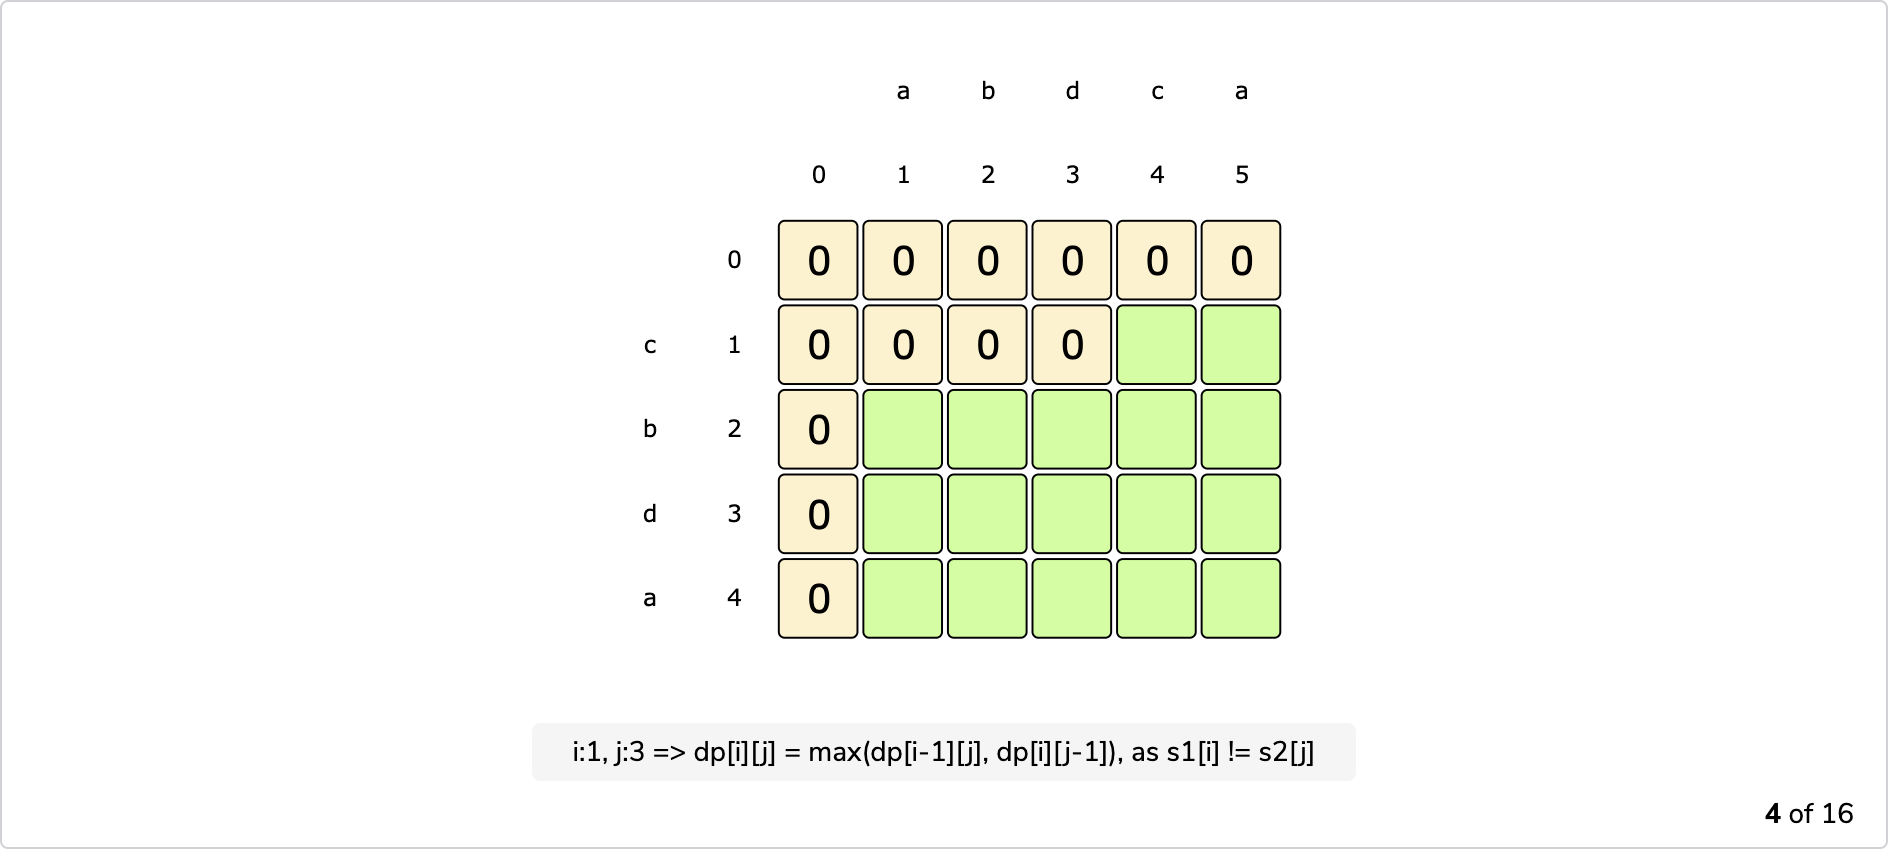 a b d c a
0 1 2 3 4 5
0 0 0 0 0 0 0
c 1 0 0 0 0
b 2 0
d 3 0
a 4 0
i:1, j:3 => dp[i][j] = max(dp[i-1][j], dp[i][j-1]), as s1[i] != s2[j]
4 of 16